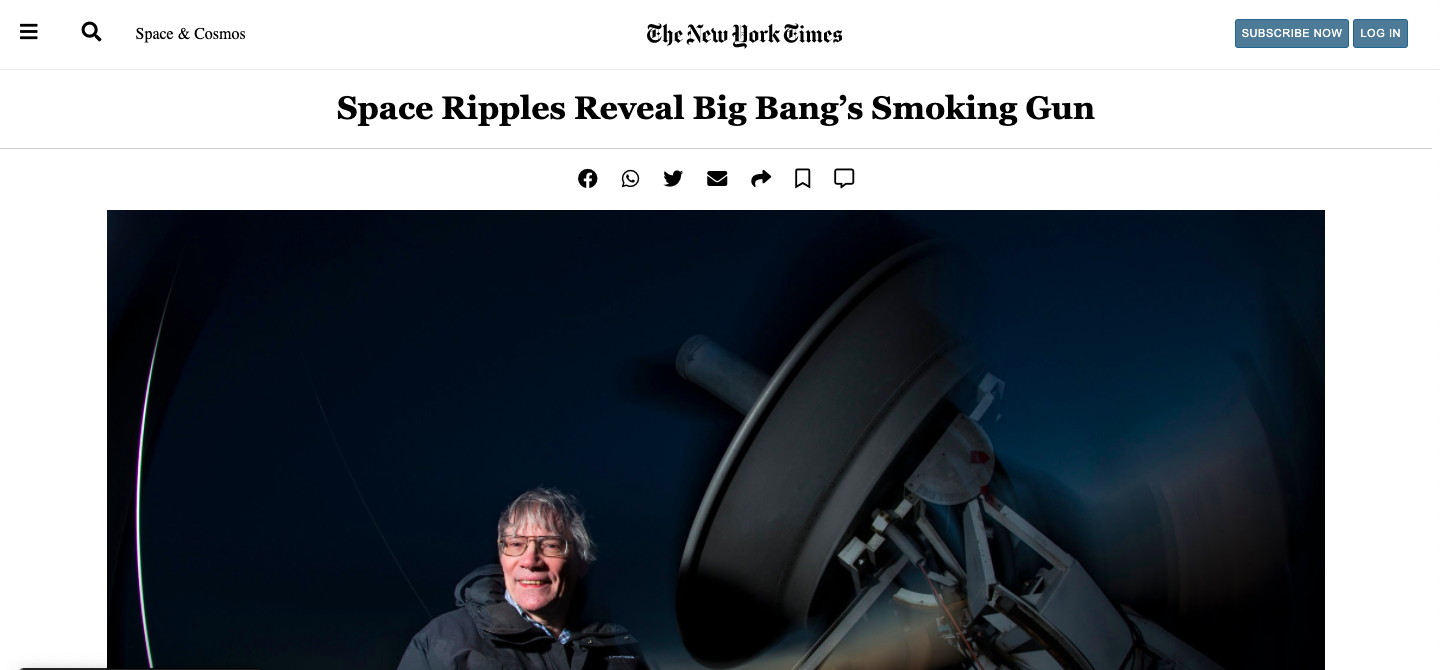 Space & Cosmos
The New York Times
SUBSCRIBE NOW
LOG IN
Space Ripples Reveal Big Bang’s Smoking Gun